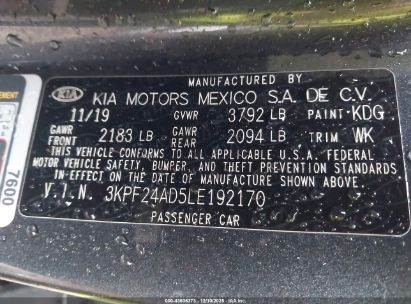 MANUFACTURED BY
KIA KIA MOTORS MEXICO S.A. DE C.V.
11/19 GVWR 3792 LB PAINT-KDG
GAWR FRONT 2183 LB GAWR REAR 2094 LB TRIM WK
THIS VEHICLE CONFORMS TO ALL APPLICABLE U.S.A. FEDERAL
MOTOR VEHICLE SAFETY, BUMPER, AND THEFT PREVENTION STANDARDS
IN EFFECT ON THE DATE OF MANUFACTURE SHOWN ABOVE.
V.I.N. 3KPF24AD5LE192170
PASSENGER CAR
EMENT
7600